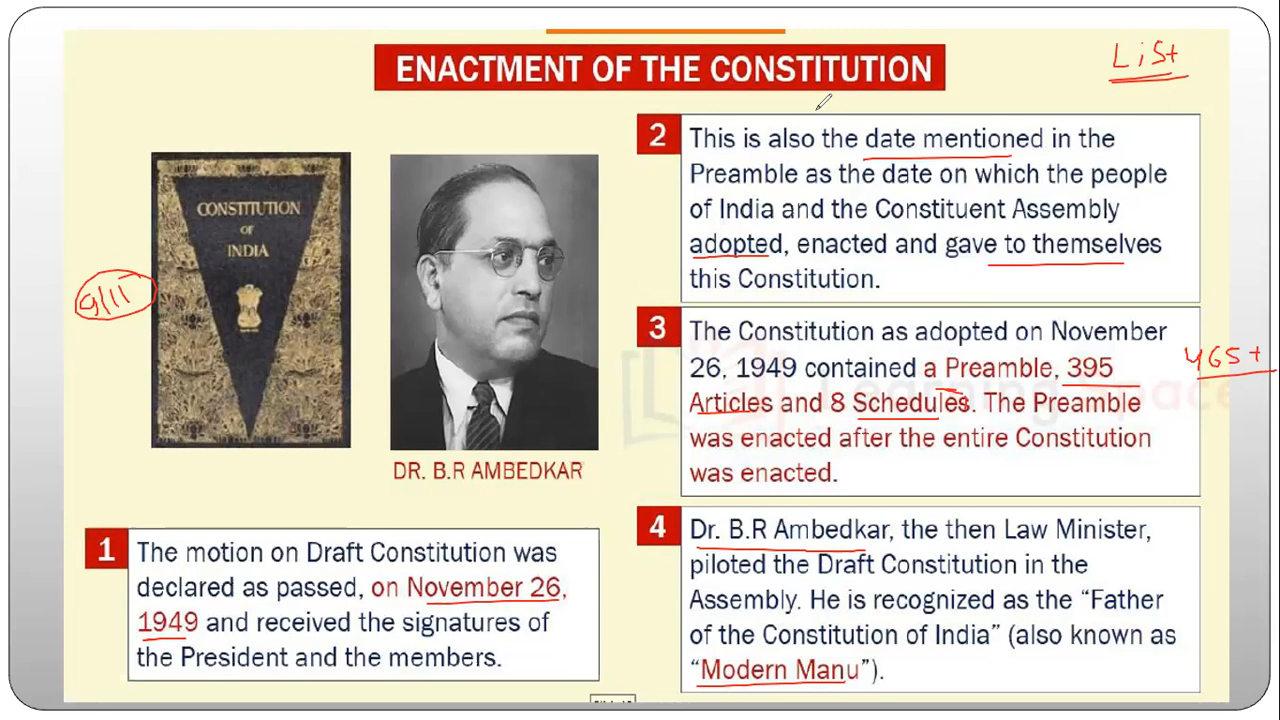 ENACTMENT OF THE CONSTITUTION
List
CONSTITUTION
OF
INDIA
9/11
DR. B.R AMBEDKAR
1
The motion on Draft Constitution was
declared as passed, on November 26,
1949 and received the signatures of
the President and the members.
2
This is also the date mentioned in the
Preamble as the date on which the people
of India and the Constituent Assembly
adopted, enacted and gave to themselves
this Constitution.
3
The Constitution as adopted on November
26, 1949 contained a Preamble, 395
Articles and 8 Schedules. The Preamble
was enacted after the entire Constitution
was enacted.
465+
Learning Space
4
Dr. B.R Ambedkar, the then Law Minister,
piloted the Draft Constitution in the
Assembly. He is recognized as the “Father
of the Constitution of India” (also known as
“Modern Manu”).